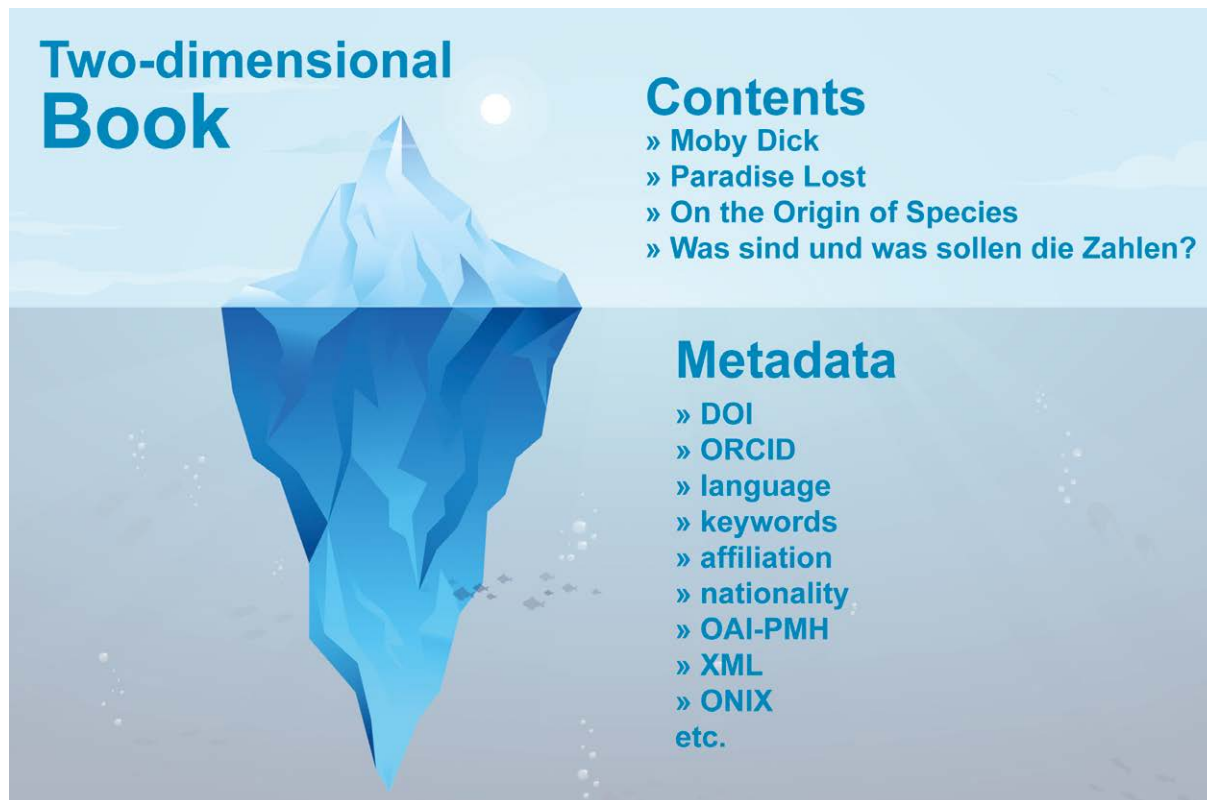 Two-dimensional
Book
Contents
» Moby Dick
» Paradise Lost
» On the Origin of Species
» Was sind und was sollen die Zahlen?
Metadata
» DOI
» ORCID
» language
» keywords
» affiliation
» nationality
» OAI-PMH
» XML
» ONIX
etc.